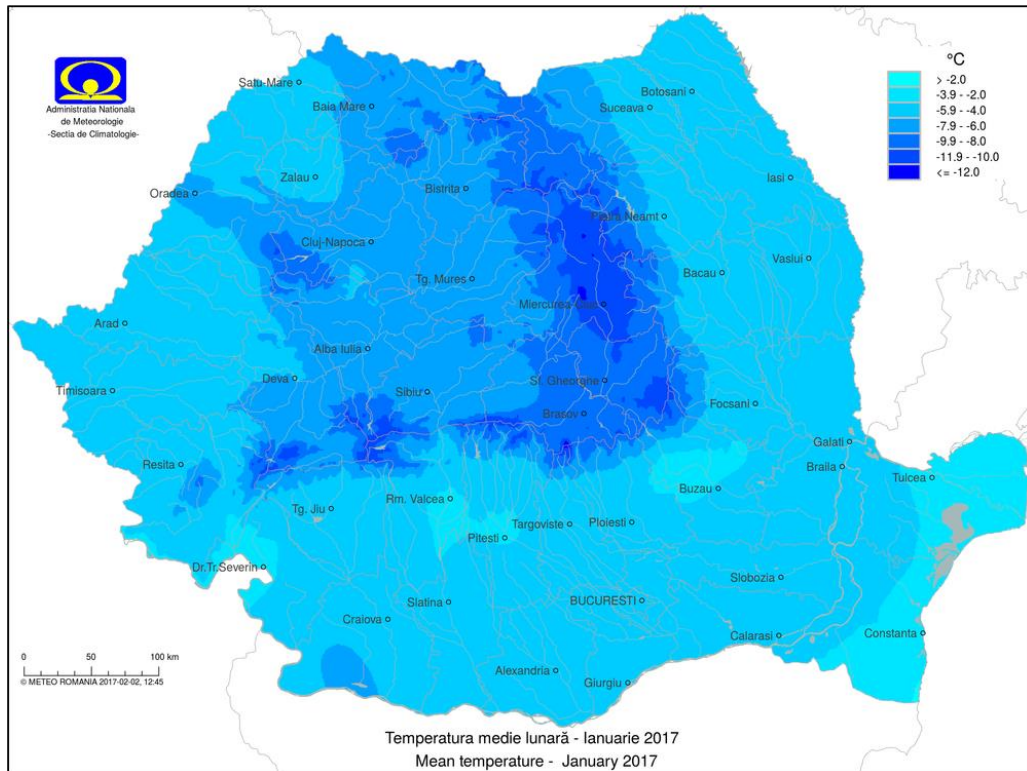 Administratia Nationala
de Meteorologie
-Sectia de Climatologie-
°C
> -2.0
-3.9 - -2.0
-5.9 - -4.0
-7.9 - -6.0
-9.9 - -8.0
-11.9 - -10.0
<= -12.0
Satu-Mare
Baia Mare
Botosani
Suceava
Zalau
Bistrita
Iasi
Oradea
Piatra Neamt
Cluj-Napoca
Vaslui
Bacau
Tg. Mures
Miercurea-Ciuc
Arad
Alba Iulia
Deva
Sibiu
Sf. Gheorghe
Timisoara
Focsani
Brasov
Galati
Resita
Braila
Tulcea
Rm. Valcea
Buzau
Tg. Jiu
Targoviste
Ploiesti
Pitesti
Dr.Tr.Severin
Slobozia
Slatina
BUCURESTI
Craiova
Calarasi
Constanta
Alexandria
Giurgiu
0 50 100 km
© METEO ROMANIA 2017-02-02, 12:45
Temperatura medie lunară - Ianuarie 2017
Mean temperature - January 2017